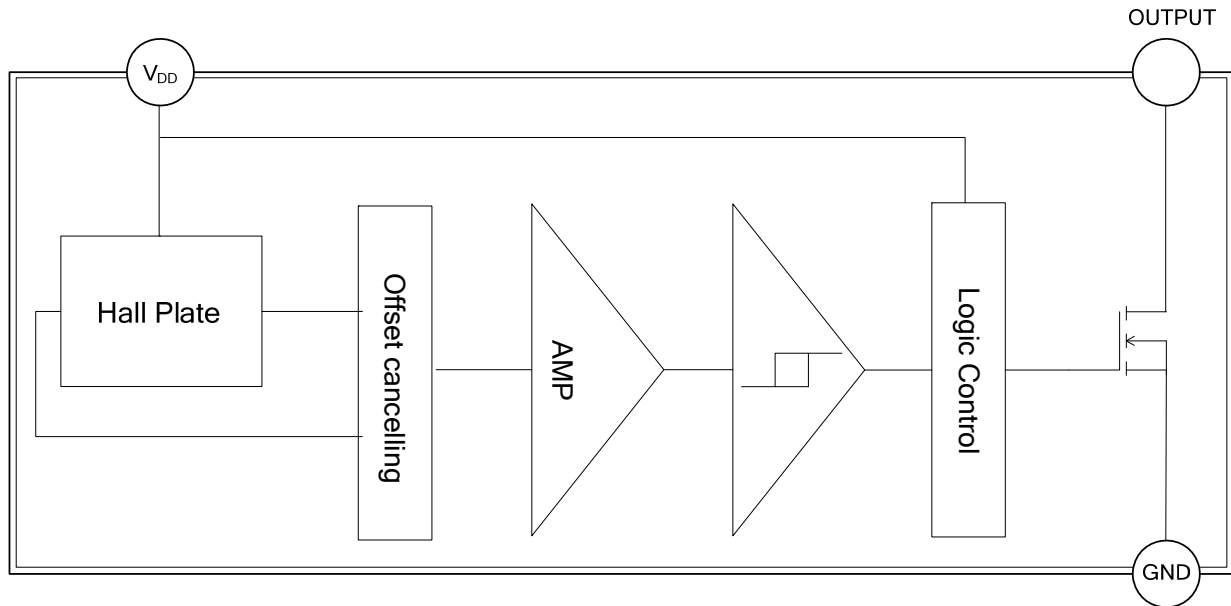 OUTPUT
VDD
Hall Plate
Offset cancelling
AMP
Logic Control
GND